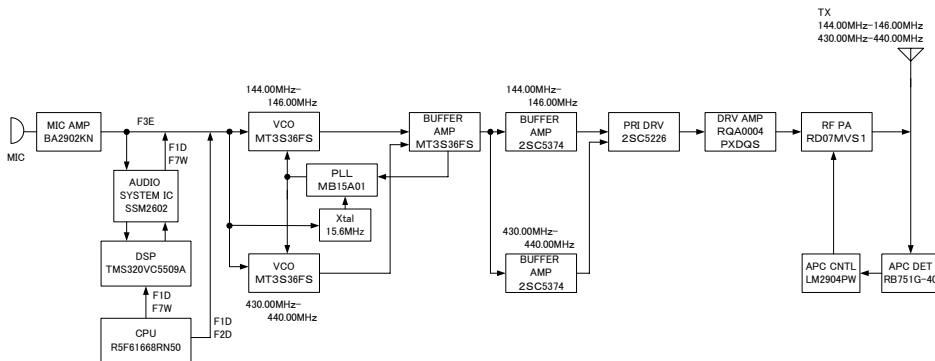 TX
144.00MHz-146.00MHz
430.00MHz-440.00MHz
144.00MHz-
146.00MHz
144.00MHz-
146.00MHz
MIC
MIC AMP
BA2902KN
F3E
VCO
MT3S36FS
BUFFER
AMP
MT3S36FS
BUFFER
AMP
2SC5374
PRI DRV
2SC5226
DRV AMP
RQA0004
PXDQS
RF PA
RD07MVS1
F1D
F7W
AUDIO
SYSTEM IC
SSM2602
PLL
MB15A01
Xtal
15.6MHz
DSP
TMS320VC5509A
VCO
MT3S36FS
430.00MHz-
440.00MHz
430.00MHz-
440.00MHz
BUFFER
AMP
2SC5374
APC CNTL
LM2904PW
APC DET
RB751G-40
F1D
F7W
F1D
F2D
CPU
R5F61668RN50